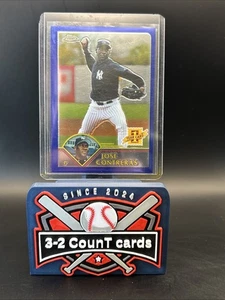 Topps
JOSE
CONTRERAS
SINCE 2024
3-2 CounT cards